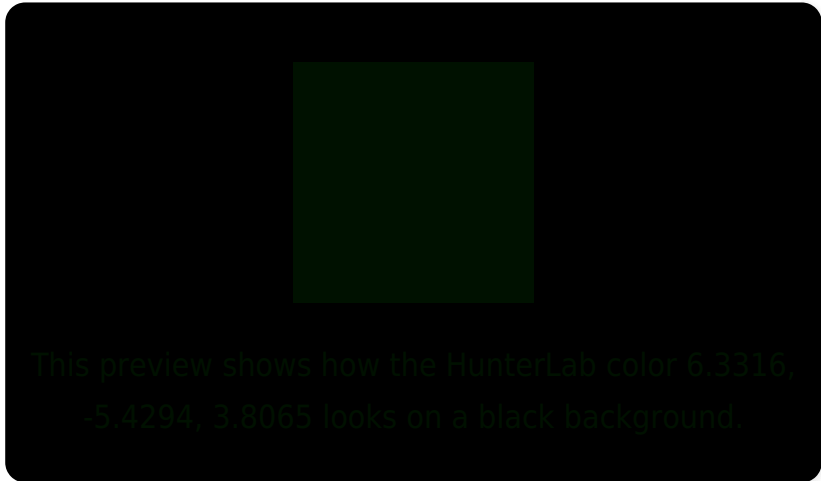 This preview shows how the HunterLab color 6.3316,
-5.4294, 3.8065 looks on a black background.